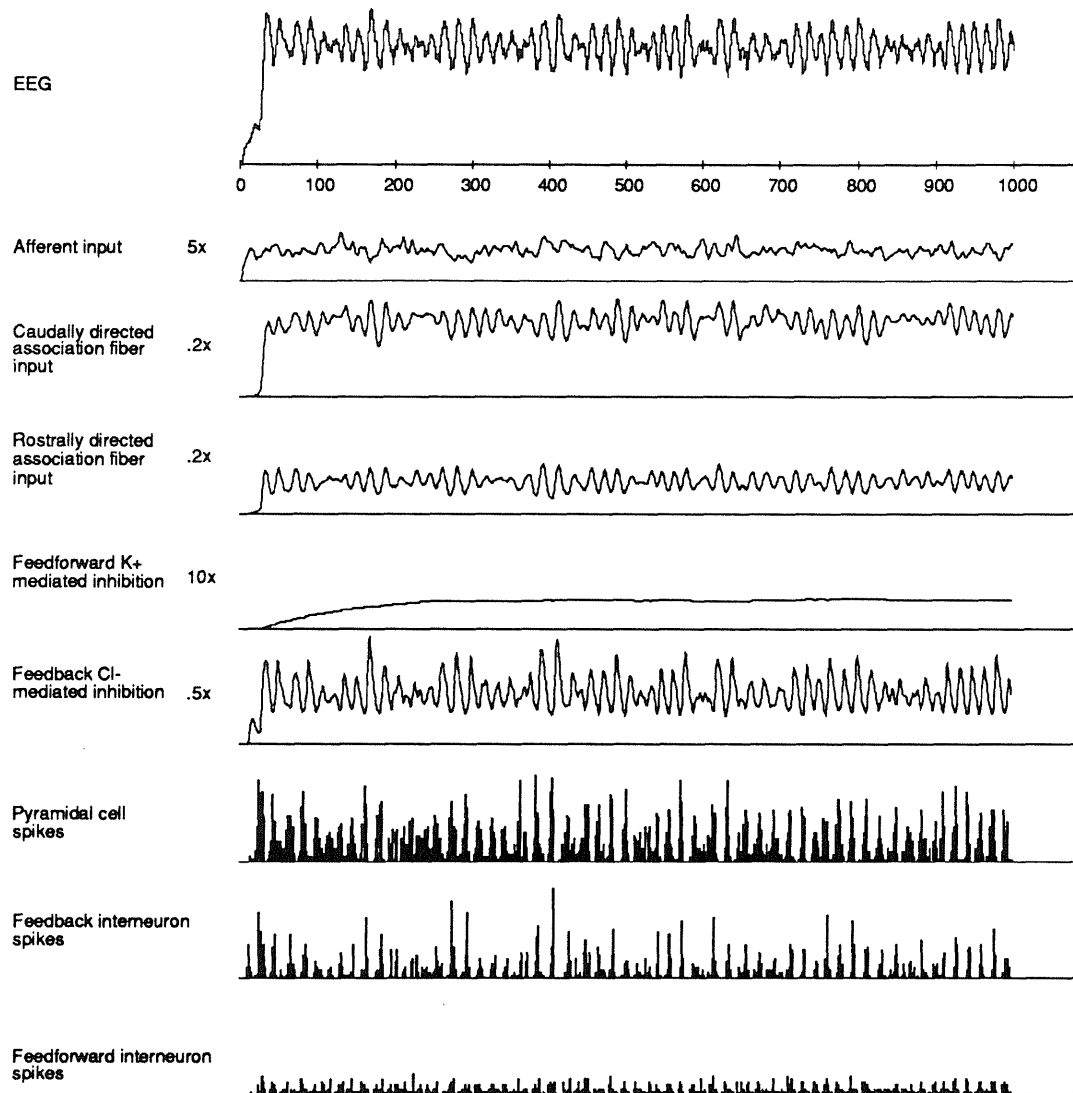 EEG
0 100 200 300 400 500 600 700 800 900 1000
Afferent input 5x
Caudally directed
association fiber
input
.2x
Rostrally directed
association fiber
input
.2x
Feedforward K+
mediated inhibition
10x
Feedback Cl-
mediated inhibition
.5x
Pyramidal cell
spikes
Feedback interneuron
spikes
Feedforward interneuron
spikes